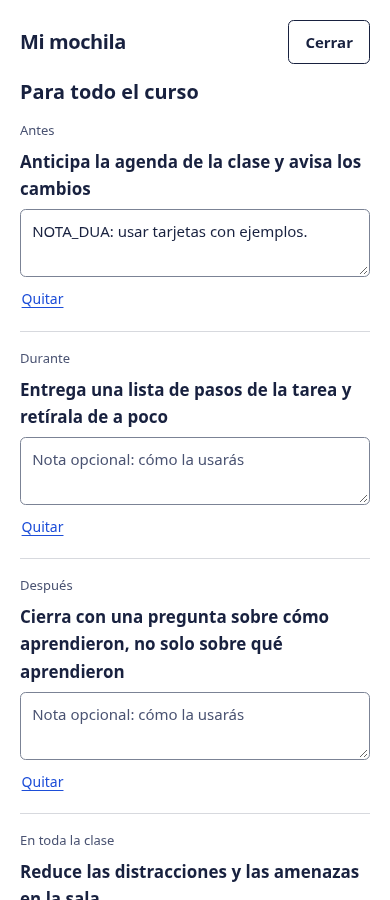 Mi mochila
Cerrar
Para todo el curso
Antes
Anticipa la agenda de la clase y avisa los
cambios
NOTA_DUA: usar tarjetas con ejemplos.
Quitar
Durante
Entrega una lista de pasos de la tarea y
retírala de a poco
Nota opcional: cómo la usarás
Quitar
Después
Cierra con una pregunta sobre cómo
aprendieron, no solo sobre qué
aprendieron
Nota opcional: cómo la usarás
Quitar
En toda la clase
Reduce las distracciones y las amenazas
en la sala